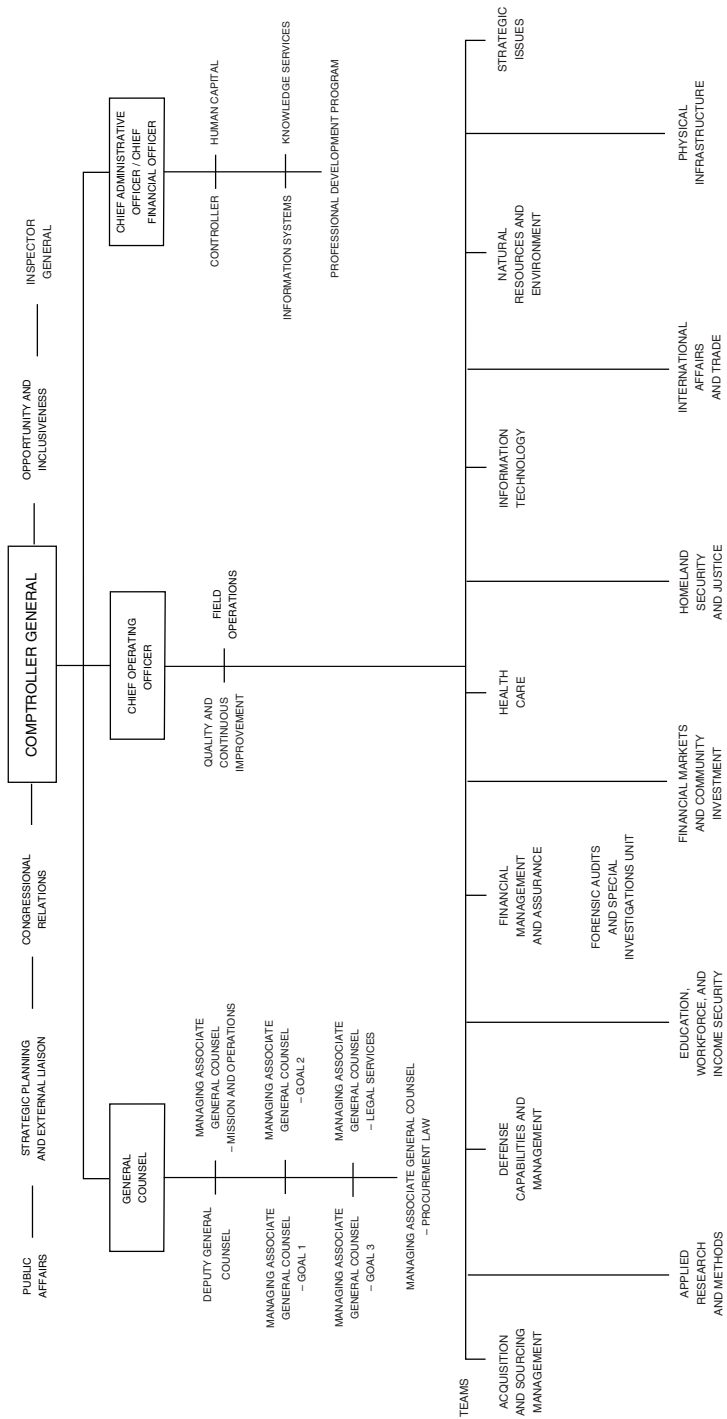 PUBLIC
AFFAIRS
STRATEGIC PLANNING
AND EXTERNAL LIAISON
CONGRESSIONAL
RELATIONS
COMPTROLLER GENERAL
OPPORTUNITY AND
INCLUSIVENESS
INSPECTOR
GENERAL
GENERAL
COUNSEL
CHIEF OPERATING
OFFICER
CHIEF ADMINISTRATIVE
OFFICER / CHIEF
FINANCIAL OFFICER
DEPUTY GENERAL
COUNSEL
MANAGING ASSOCIATE
GENERAL COUNSEL
– MISSION AND OPERATIONS
MANAGING ASSOCIATE
GENERAL COUNSEL
– GOAL 1
MANAGING ASSOCIATE
GENERAL COUNSEL
– GOAL 2
MANAGING ASSOCIATE
GENERAL COUNSEL
– GOAL 3
MANAGING ASSOCIATE
GENERAL COUNSEL
– LEGAL SERVICES
MANAGING ASSOCIATE GENERAL COUNSEL
– PROCUREMENT LAW
QUALITY AND
CONTINUOUS
IMPROVEMENT
FIELD
OPERATIONS
CONTROLLER
HUMAN CAPITAL
INFORMATION SYSTEMS
KNOWLEDGE SERVICES
PROFESSIONAL DEVELOPMENT PROGRAM
TEAMS
ACQUISITION
AND SOURCING
MANAGEMENT
DEFENSE
CAPABILITIES AND
MANAGEMENT
FINANCIAL
MANAGEMENT
AND ASSURANCE
HEALTH
CARE
INFORMATION
TECHNOLOGY
NATURAL
RESOURCES AND
ENVIRONMENT
STRATEGIC
ISSUES
FORENSIC AUDITS
AND SPECIAL
INVESTIGATIONS UNIT
APPLIED
RESEARCH
AND METHODS
EDUCATION,
WORKFORCE, AND
INCOME SECURITY
FINANCIAL MARKETS
AND COMMUNITY
INVESTMENT
HOMELAND
SECURITY
AND JUSTICE
INTERNATIONAL
AFFAIRS
AND TRADE
PHYSICAL
INFRASTRUCTURE